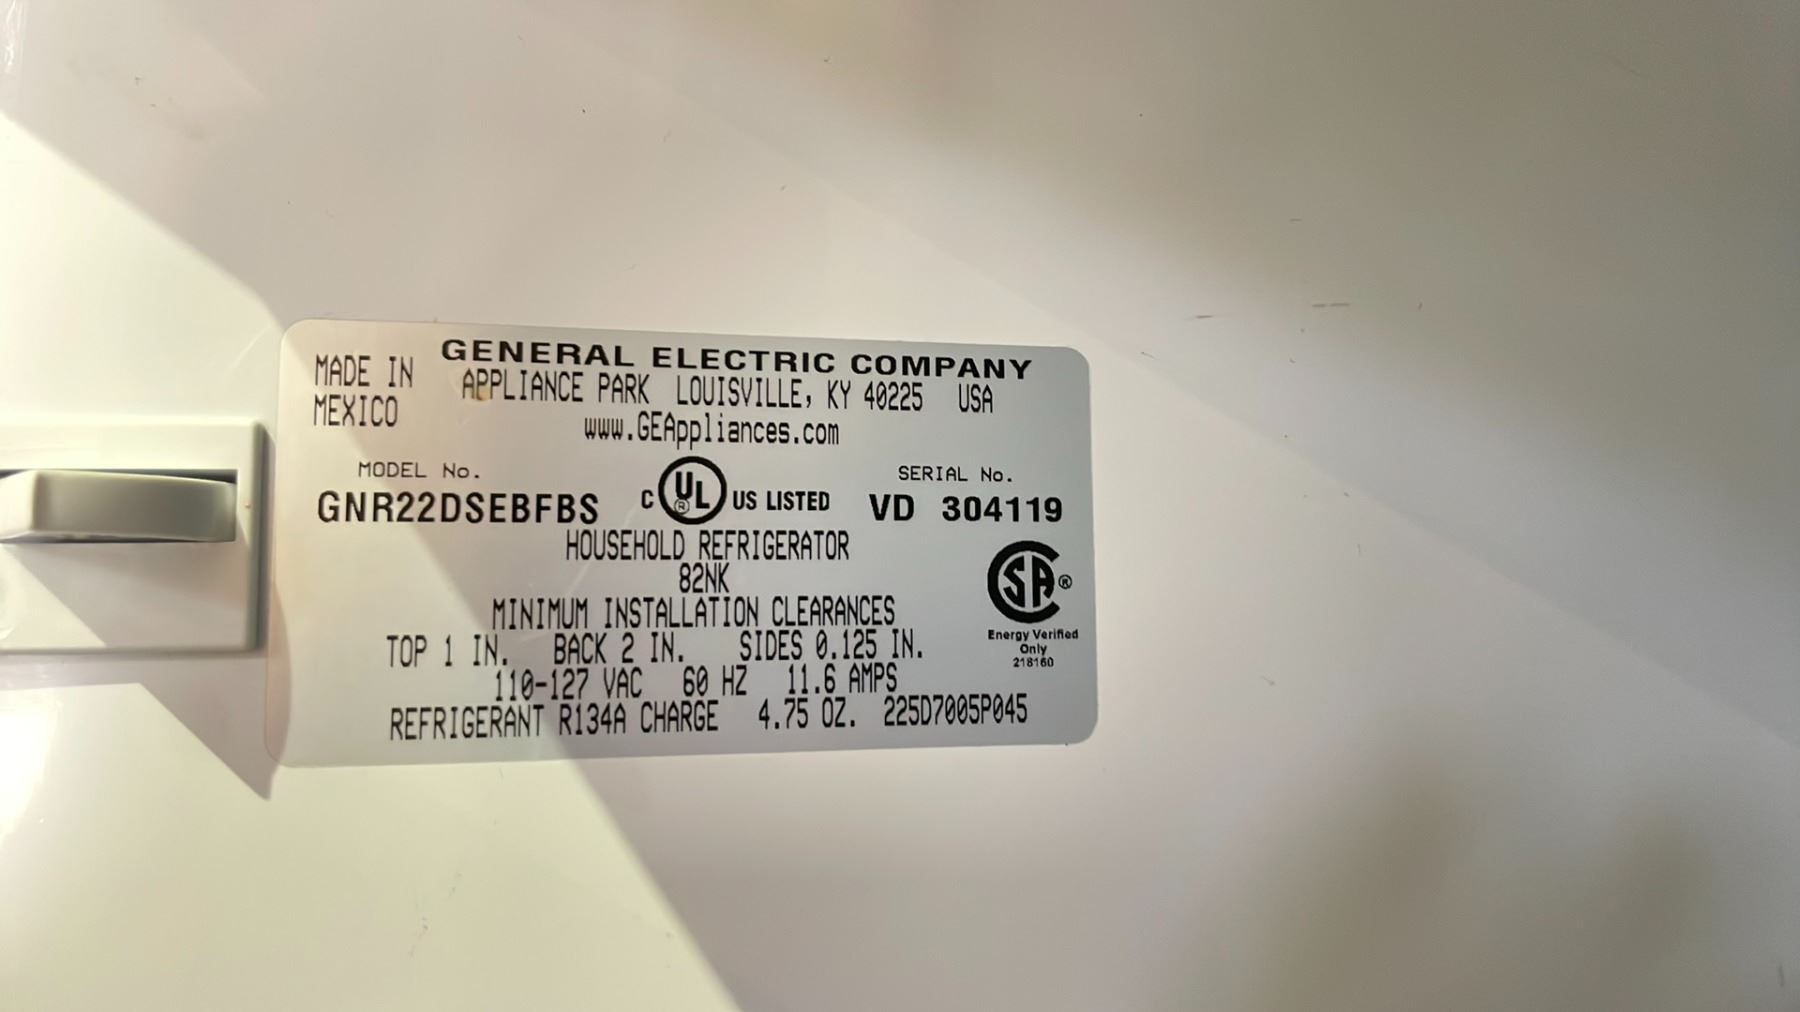 GENERAL ELECTRIC COMPANY
MADE IN
MEXICO
APPLIANCE PARK LOUISVILLE, KY 40225 USA
www.GEAppliances.com
MODEL No.
GNR22DSEBFBS
C UL ® US LISTED
SERIAL No.
VD 304119
HOUSEHOLD REFRIGERATOR
82NK
MINIMUM INSTALLATION CLEARANCES
TOP 1 IN. BACK 2 IN. SIDES 0.125 IN.
110-127 VAC 60 HZ 11.6 AMPS
REFRIGERANT R134A CHARGE 4.75 OZ. 225D7005P045
SA ®
Energy Verified
Only
218160